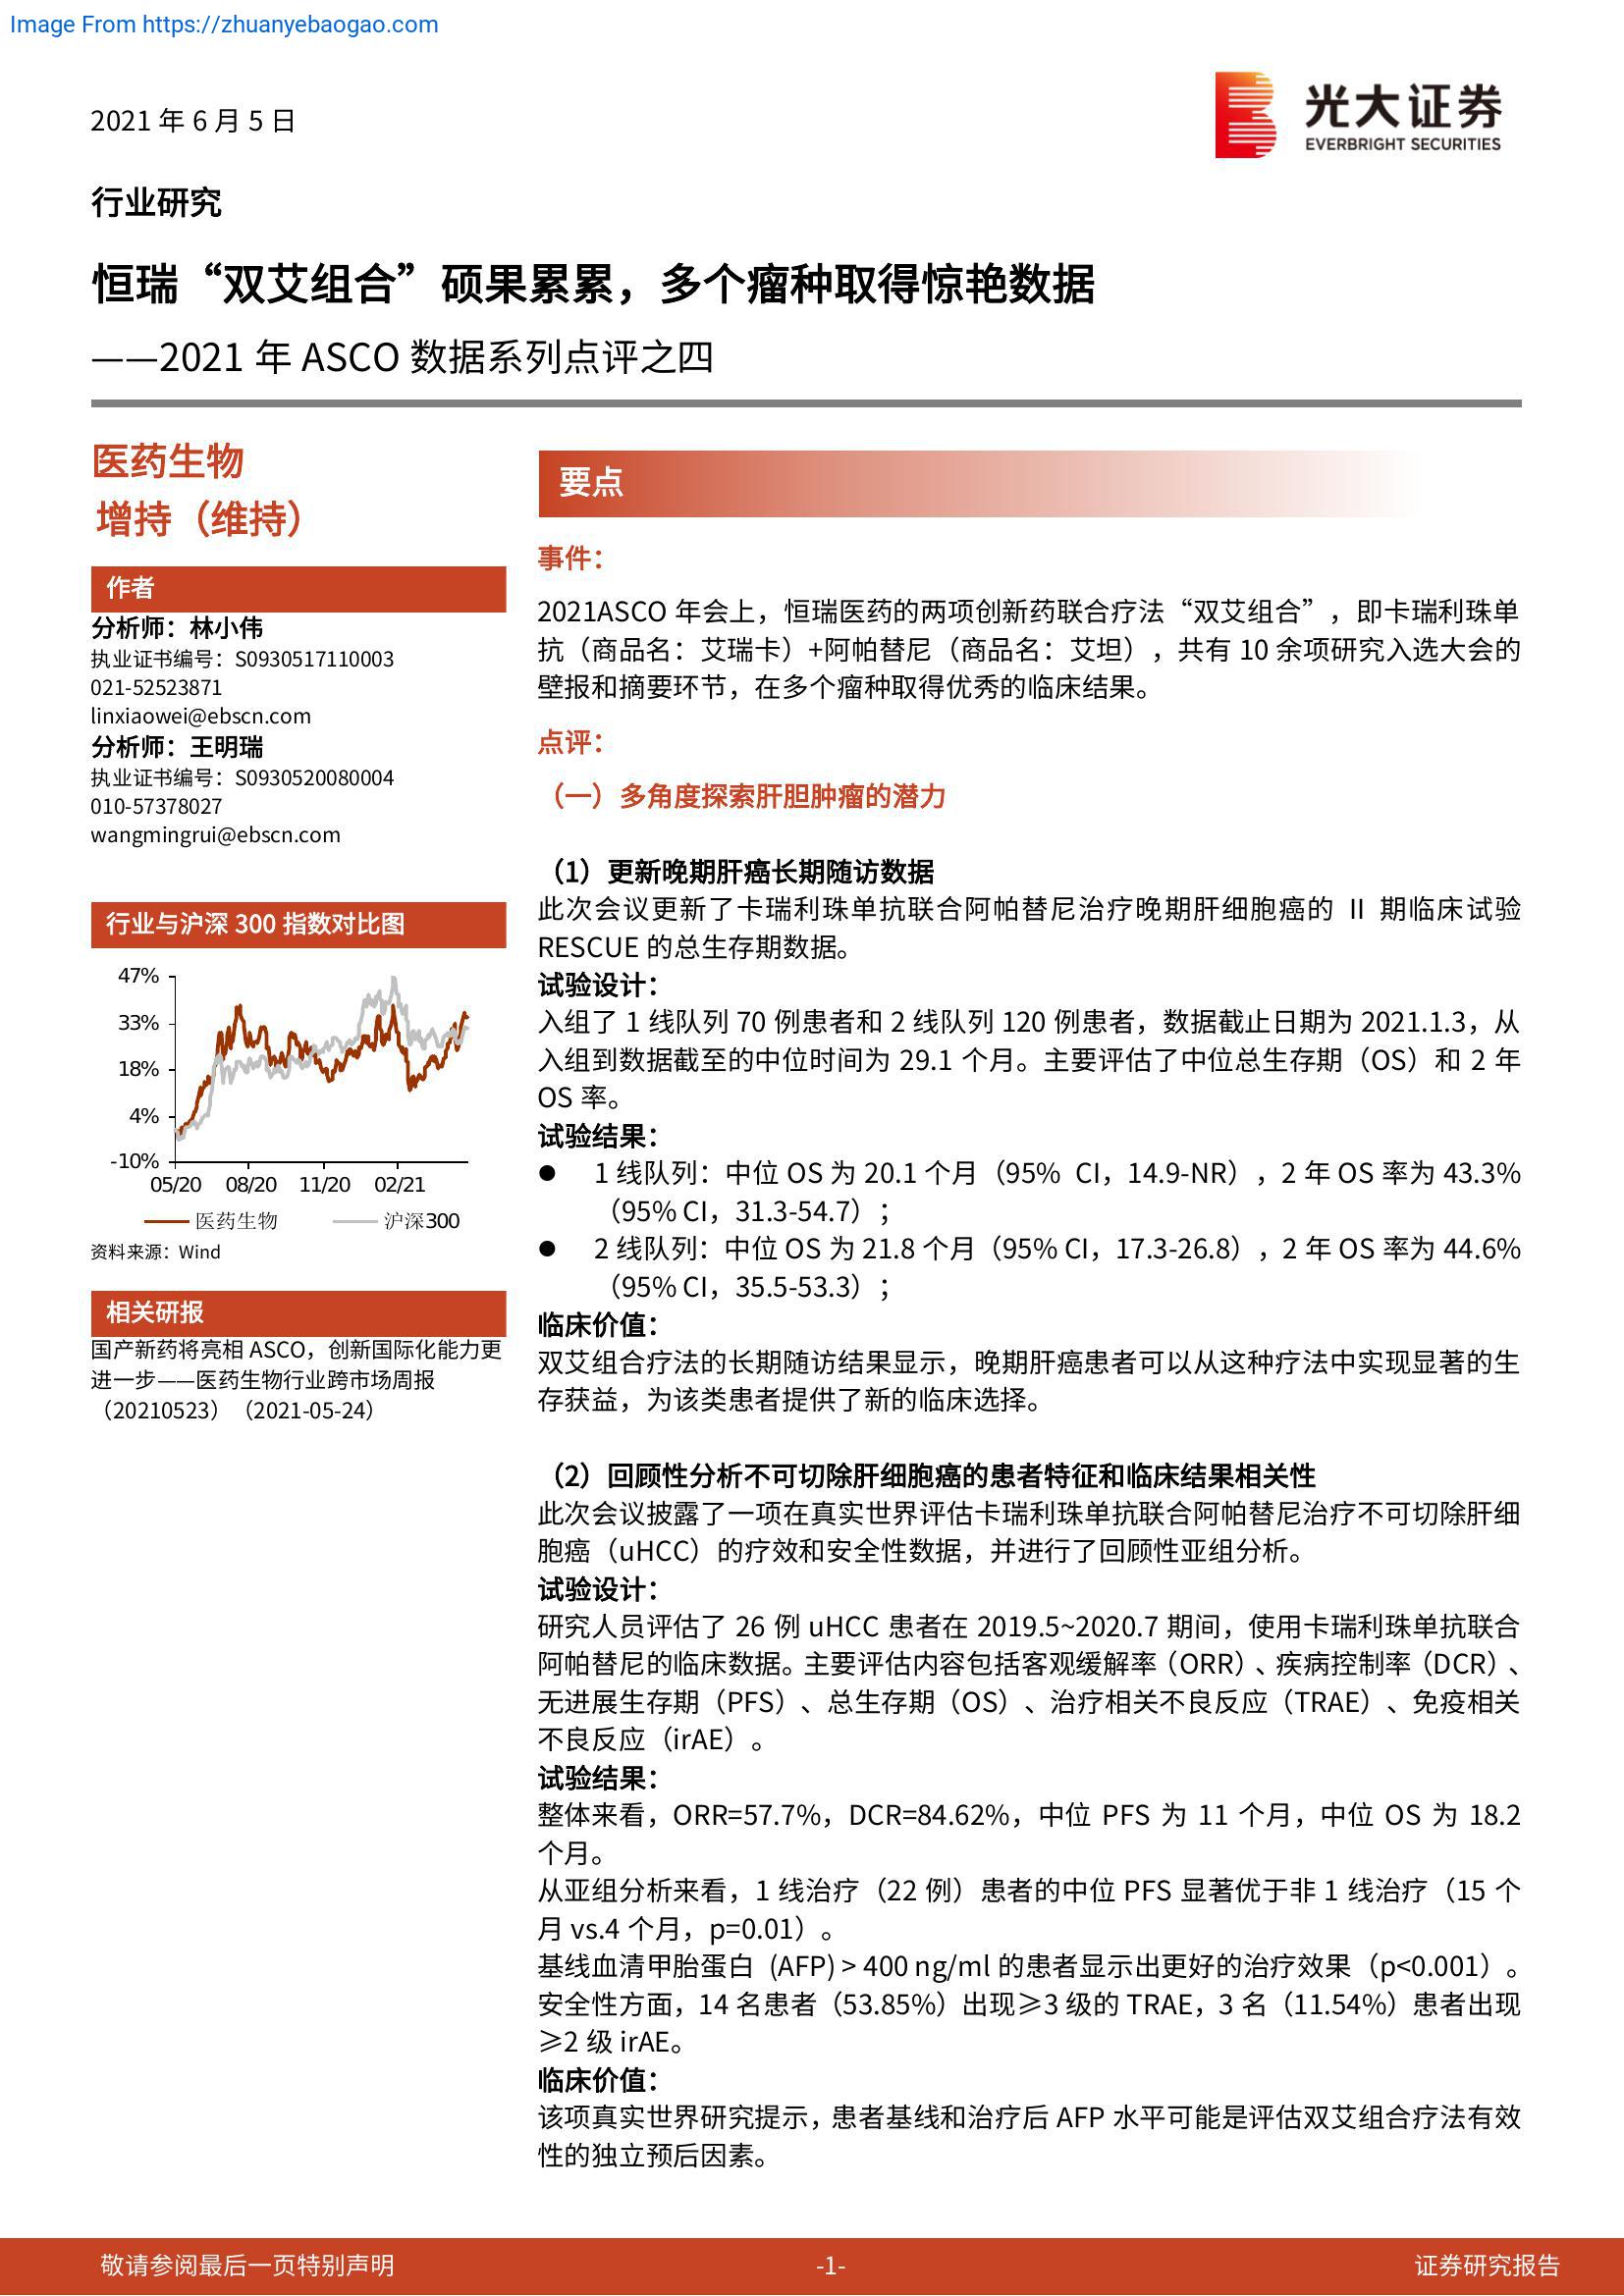 Image From https://zhuanyebaogao.com
2021 年 6 月 5 日
光大证券
EVERBRIGHT SECURITIES
行业研究
恒瑞“双艾组合”硕果累累，多个瘤种取得惊艳数据
——2021 年 ASCO 数据系列点评之四
医药生物
增持（维持）
作者
分析师：林小伟
执业证书编号：S0930517110003
021-52523871
linxiaowei@ebscn.com
分析师：王明瑞
执业证书编号：S0930520080004
010-57378027
wangmingrui@ebscn.com
行业与沪深 300 指数对比图
47%
33%
18%
4%
-10%
05/20 08/20 11/20 02/21
医药生物 沪深300
资料来源：Wind
相关研报
国产新药将亮相 ASCO，创新国际化能力更
进一步——医药生物行业跨市场周报
（20210523）（2021-05-24）
要点
事件：
2021ASCO 年会上，恒瑞医药的两项创新药联合疗法“双艾组合”，即卡瑞利珠单
抗（商品名：艾瑞卡）+阿帕替尼（商品名：艾坦），共有 10 余项研究入选大会的
壁报和摘要环节，在多个瘤种取得优秀的临床结果。
点评：
（一）多角度探索肝胆肿瘤的潜力
（1）更新晚期肝癌长期随访数据
此次会议更新了卡瑞利珠单抗联合阿帕替尼治疗晚期肝细胞癌的 II 期临床试验
RESCUE 的总生存期数据。
试验设计：
入组了 1 线队列 70 例患者和 2 线队列 120 例患者，数据截止日期为 2021.1.3，从
入组到数据截至的中位时间为 29.1 个月。主要评估了中位总生存期（OS）和 2 年
OS 率。
试验结果：
● 1 线队列：中位 OS 为 20.1 个月（95% CI，14.9-NR），2 年 OS 率为 43.3%
（95% CI，31.3-54.7）；
● 2 线队列：中位 OS 为 21.8 个月（95% CI，17.3-26.8），2 年 OS 率为 44.6%
（95% CI，35.5-53.3）；
临床价值：
双艾组合疗法的长期随访结果显示，晚期肝癌患者可以从这种疗法中实现显著的生
存获益，为该类患者提供了新的临床选择。
（2）回顾性分析不可切除肝细胞癌的患者特征和临床结果相关性
此次会议披露了一项在真实世界评估卡瑞利珠单抗联合阿帕替尼治疗不可切除肝细
胞癌（uHCC）的疗效和安全性数据，并进行了回顾性亚组分析。
试验设计：
研究人员评估了 26 例 uHCC 患者在 2019.5~2020.7 期间，使用卡瑞利珠单抗联合
阿帕替尼的临床数据。主要评估内容包括客观缓解率（ORR）、疾病控制率（DCR）、
无进展生存期（PFS）、总生存期（OS）、治疗相关不良反应（TRAE）、免疫相关
不良反应（irAE）。
试验结果：
整体来看，ORR=57.7%，DCR=84.62%，中位 PFS 为 11 个月，中位 OS 为 18.2
个月。
从亚组分析来看，1 线治疗（22 例）患者的中位 PFS 显著优于非 1 线治疗（15 个
月 vs.4 个月，p=0.01）。
基线血清甲胎蛋白 (AFP) > 400 ng/ml 的患者显示出更好的治疗效果（p<0.001）。
安全性方面，14 名患者（53.85%）出现≥3 级的 TRAE，3 名（11.54%）患者出现
≥2 级 irAE。
临床价值：
该项真实世界研究提示，患者基线和治疗后 AFP 水平可能是评估双艾组合疗法有效
性的独立预后因素。
敬请参阅最后一页特别声明 -1- 证券研究报告